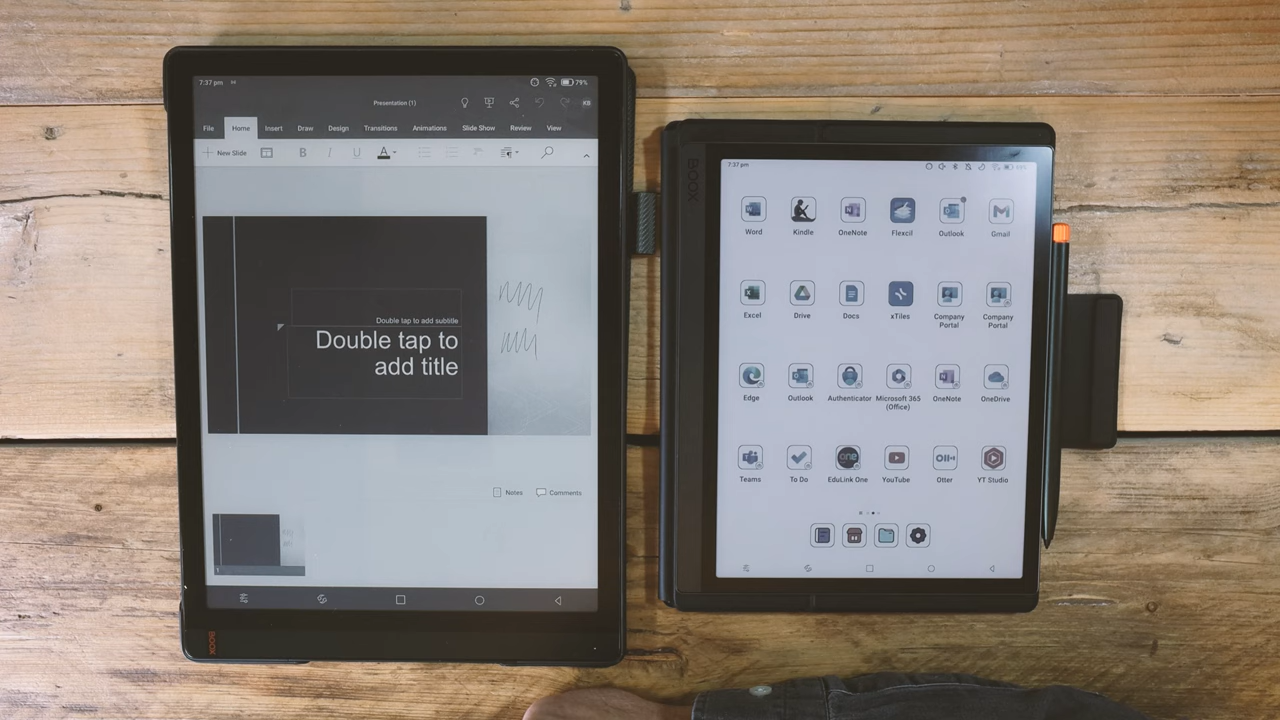 7:37 pm
79%
Presentation (1)
KB
File Home Insert Draw Design Transitions Animations Slide Show Review View
New Slide B I U A
Double tap to add subtitle
Double tap to
add title
Notes Comments
BOOX
BOOX
7:37 pm
Word Kindle OneNote Flexcil Outlook Gmail
Excel Drive Docs xTiles Company Portal Company Portal
Edge Outlook Authenticator Microsoft 365 (Office) OneNote OneDrive
one
Teams To Do EduLink One YouTube Otter YT Studio